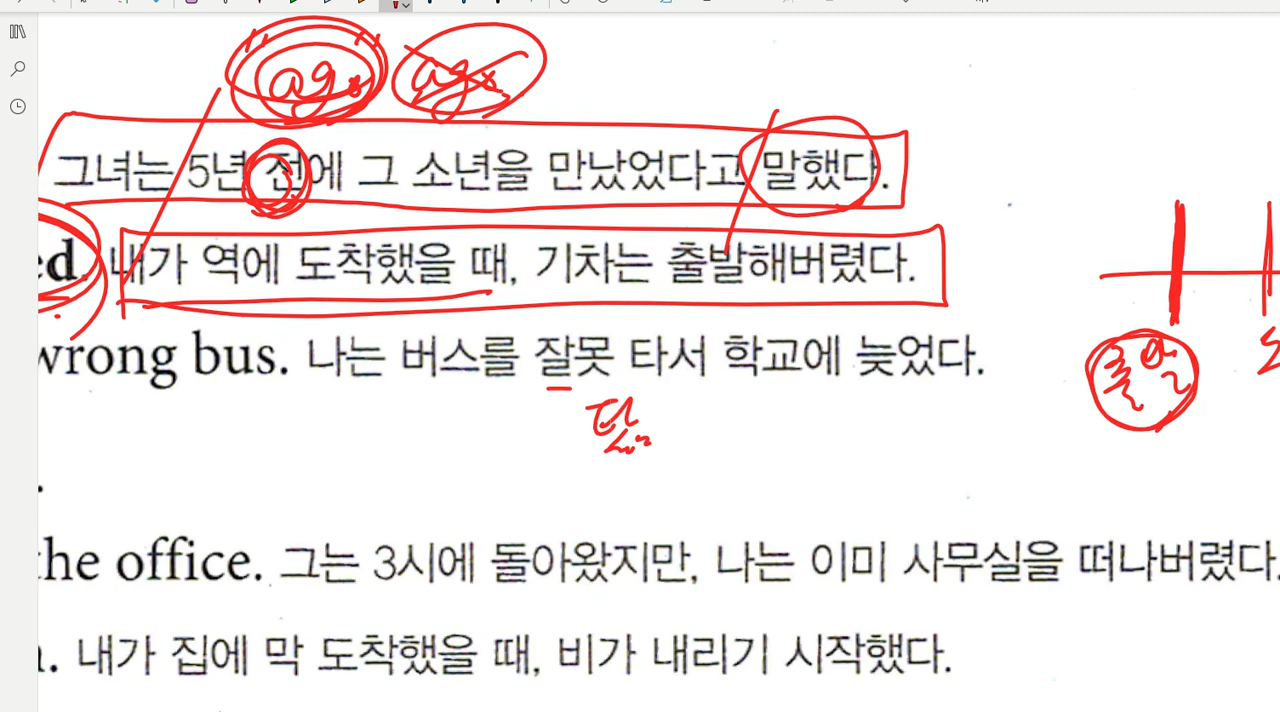 ago ago
그녀는 5년 전에 그 소년을 만났었다고 말했다.
ed. 내가 역에 도착했을 때, 기차는 출발해버렸다.
wrong bus. 나는 버스를 잘못 타서 학교에 늦었다.
the office. 그는 3시에 돌아왔지만, 나는 이미 사무실을 떠나버렸다.
n. 내가 집에 막 도착했을 때, 비가 내리기 시작했다.